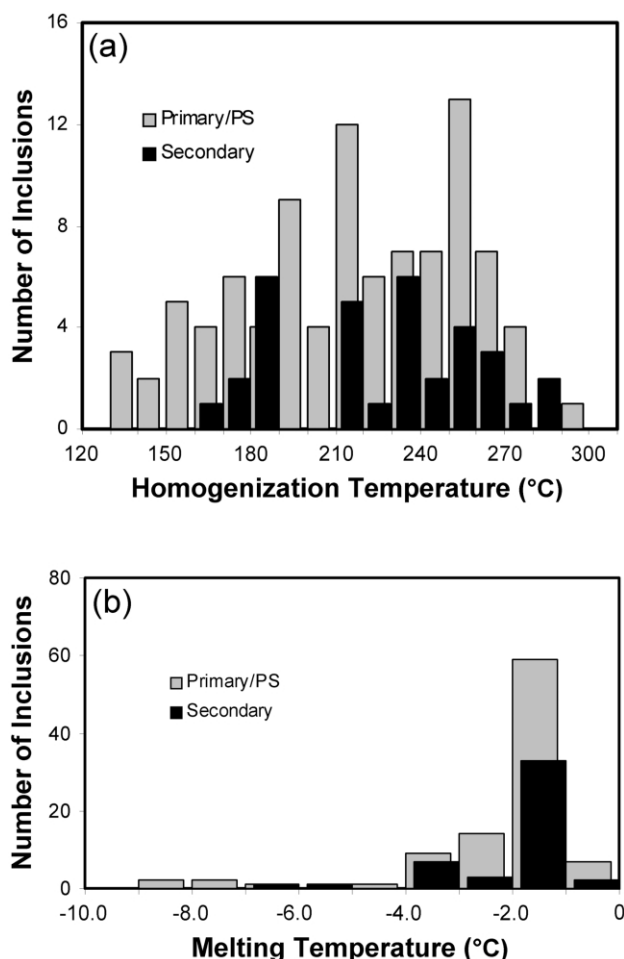 (a)
16
12
8
4
0
Number of Inclusions
Primary/PS
Secondary
120 150 180 210 240 270 300
Homogenization Temperature (°C)
(b)
80
60
40
20
0
Number of Inclusions
Primary/PS
Secondary
-10.0 -8.0 -6.0 -4.0 -2.0 0
Melting Temperature (°C)